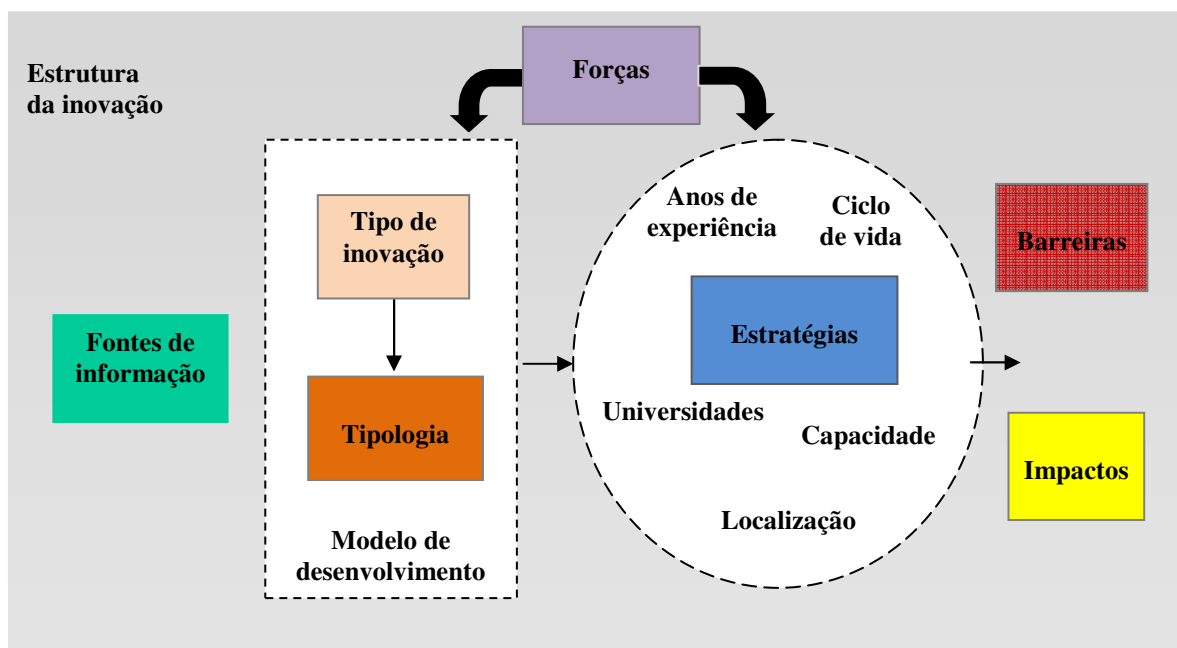 Estrutura
da inovação
Forças
Tipo de
inovação
Tipologia
Modelo de
desenvolvimento
Fontes de
informação
Anos de
experiência
Ciclo
de vida
Estratégias
Universidades
Capacidade
Localização
Barreiras
Impactos